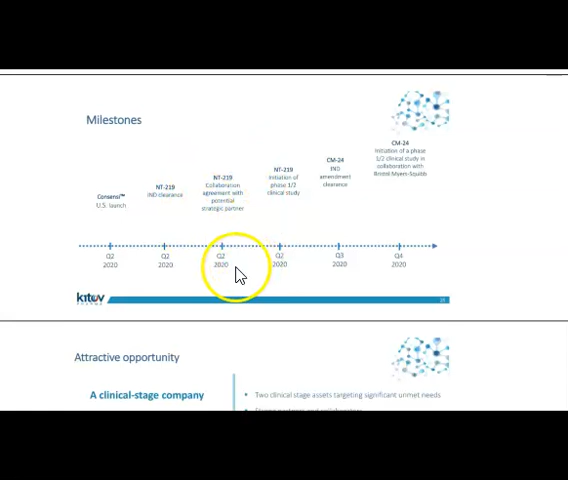 Milestones
Consensi™
U.S. launch
NT-219
IND clearance
NT-219
Collaboration
agreement with
potential
strategic partner
NT-219
Initiation of
phase 1/2
clinical study
CM-24
IND
amendment
clearance
CM-24
Initiation of a phase
1/2 clinical study in
collaboration with
Bristol Myers-Squibb
Q2
2020
Q2
2020
Q2
2020
Q2
2020
Q3
2020
Q4
2020
kitov
PHARMA
Attractive opportunity
A clinical-stage company
• Two clinical stage assets targeting significant unmet needs